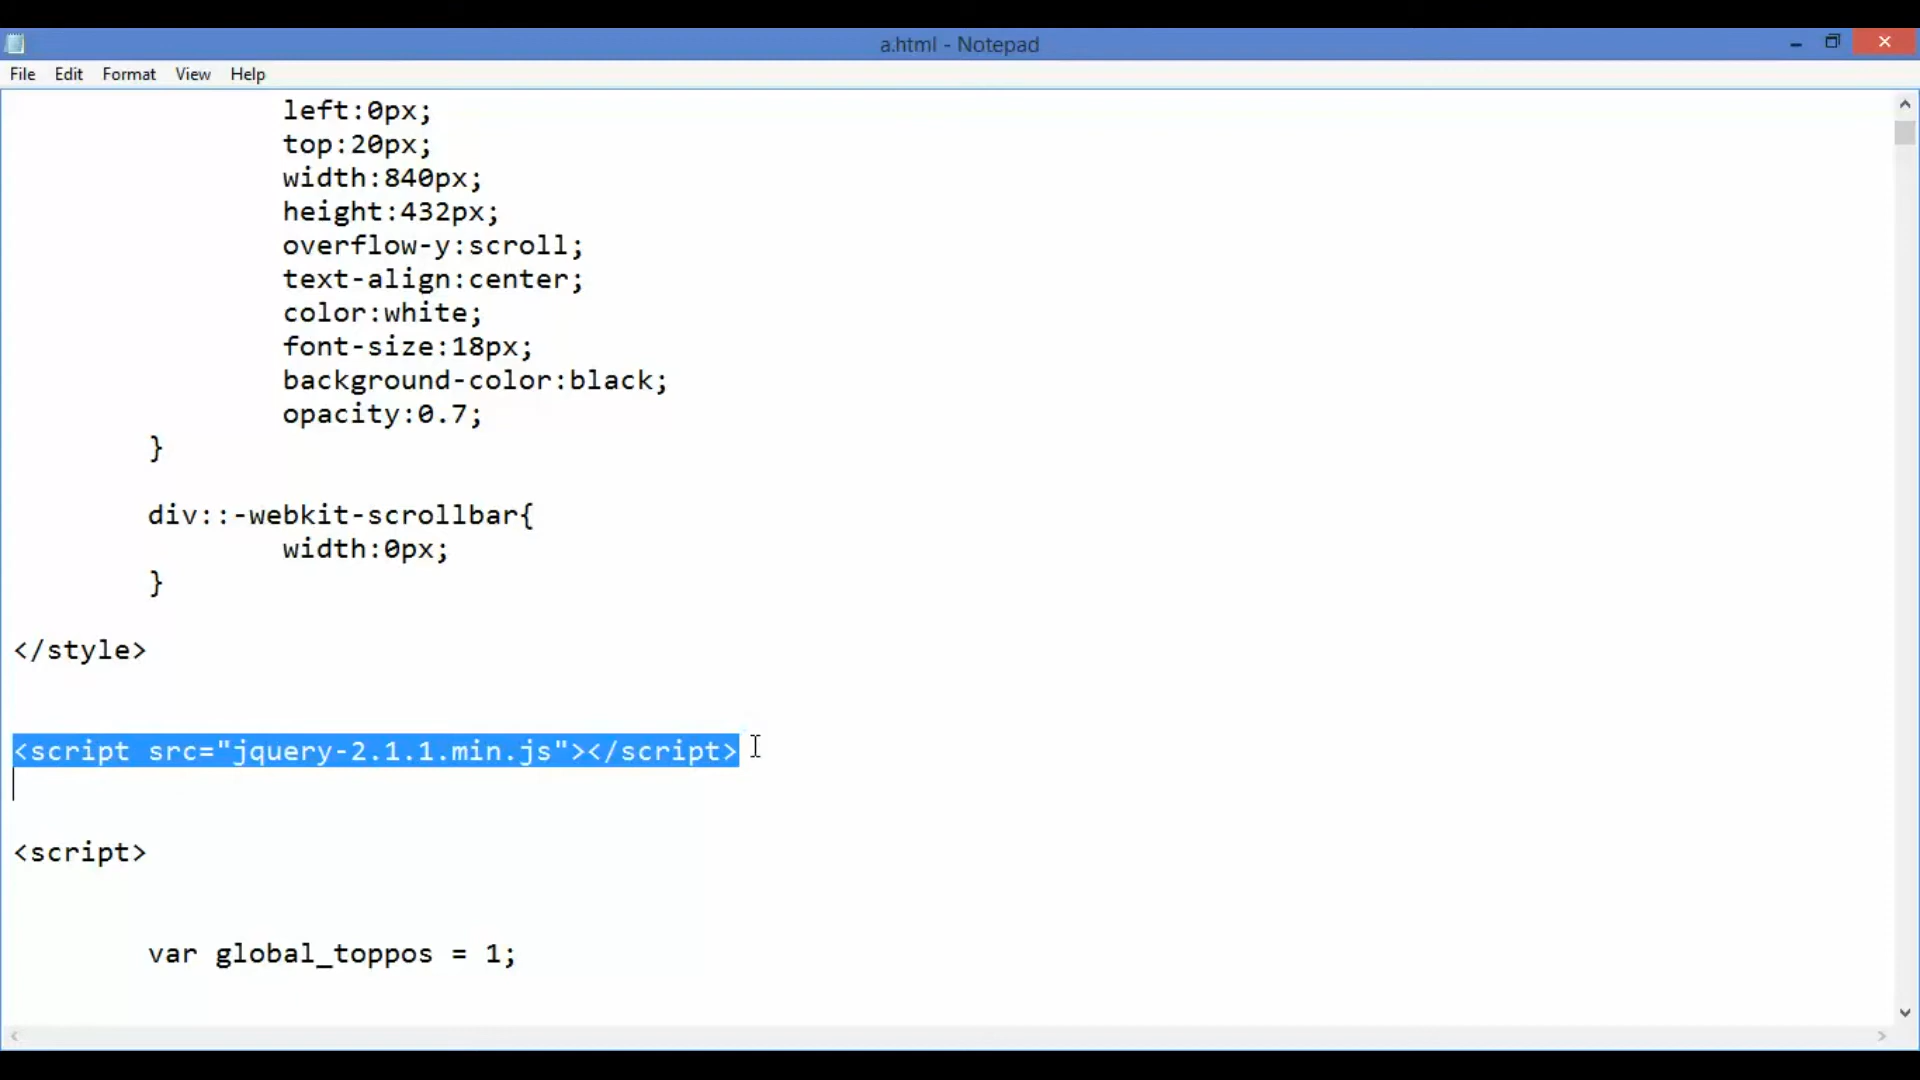 a.html - Notepad
File Edit Format View Help
left:0px;
top:20px;
width:840px;
height:432px;
overflow-y:scroll;
text-align:center;
color:white;
font-size:18px;
background-color:black;
opacity:0.7;
}
div::-webkit-scrollbar{
width:0px;
}
</style>
<script src="jquery-2.1.1.min.js"></script>
<script>
var global_toppos = 1;